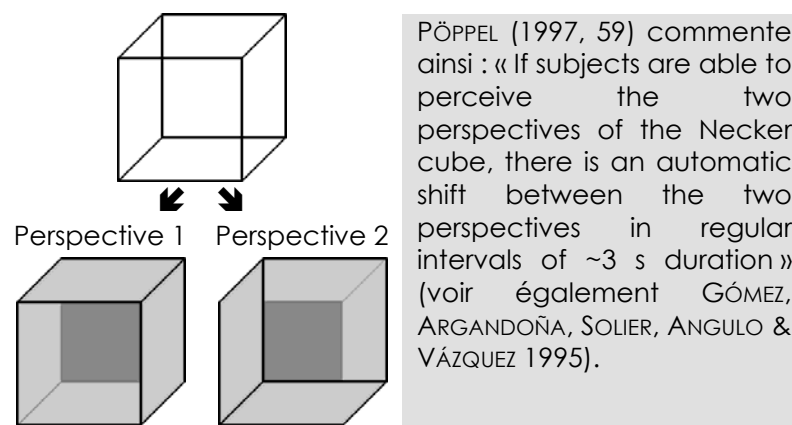 Perspective 1
Perspective 2
PÖPPEL (1997, 59) commente
ainsi : « If subjects are able to
perceive the two
perspectives of the Necker
cube, there is an automatic
shift between the two
perspectives in regular
intervals of ~3 s duration »
(voir également GÓMEZ,
ARGANDOÑA, SOLIER, ANGULO &
VÁZQUEZ 1995).